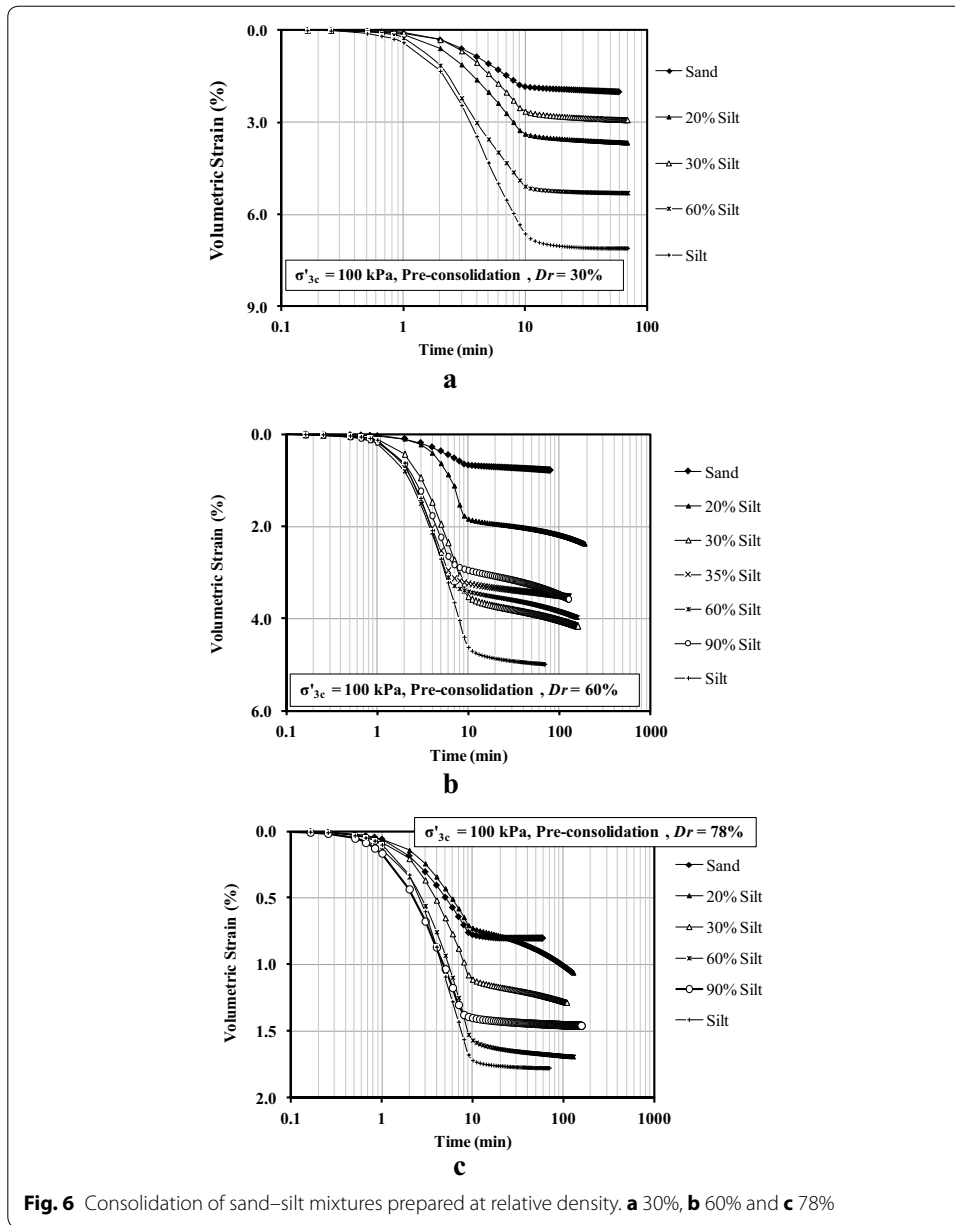 0.0
3.0
6.0
9.0
Volumetric Strain (%)
0.1 1 10 100
Time (min)
σ'3c = 100 kPa, Pre-consolidation , Dr = 30%
Sand
20% Silt
30% Silt
60% Silt
Silt
a
0.0
2.0
4.0
6.0
Volumetric Strain (%)
0.1 1 10 100 1000
Time (min)
σ'3c = 100 kPa, Pre-consolidation , Dr = 60%
Sand
20% Silt
30% Silt
35% Silt
60% Silt
90% Silt
Silt
b
σ'3c = 100 kPa, Pre-consolidation , Dr = 78%
0.0
0.5
1.0
1.5
2.0
Volumetric Strain (%)
0.1 1 10 100 1000
Time (min)
Sand
20% Silt
30% Silt
60% Silt
90% Silt
Silt
c
Fig. 6 Consolidation of sand–silt mixtures prepared at relative density. a 30%, b 60% and c 78%